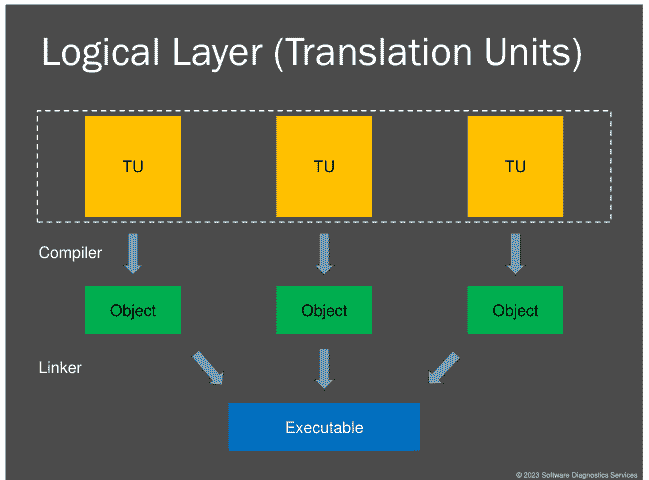 Logical Layer (Translation Units)
TU
TU
TU
Compiler
Object
Object
Object
Linker
Executable
© 2023 Software Diagnostics Services